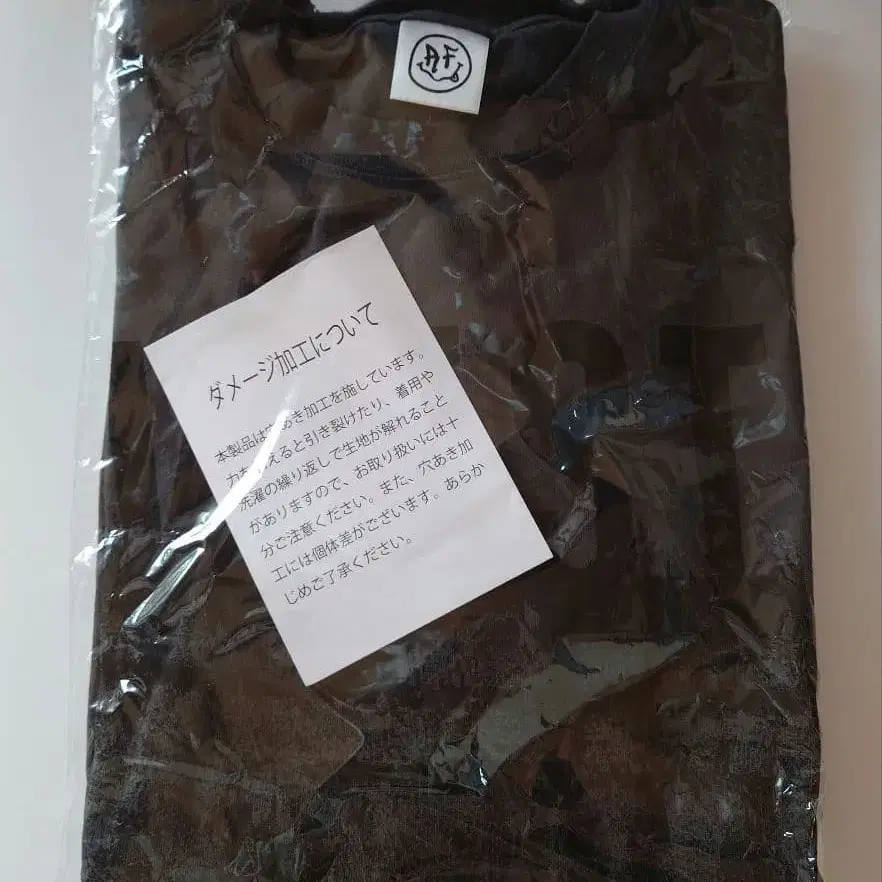 AF
ダメージ加工について
本製品は穴あき加工を施しています。
力を加えると引き裂けたり、着用や
洗濯の繰り返しで生地が解れること
がありますので、お取り扱いには十
分ご注意ください。また、穴あき加
工には個体差がございます。あらか
じめご了承ください。